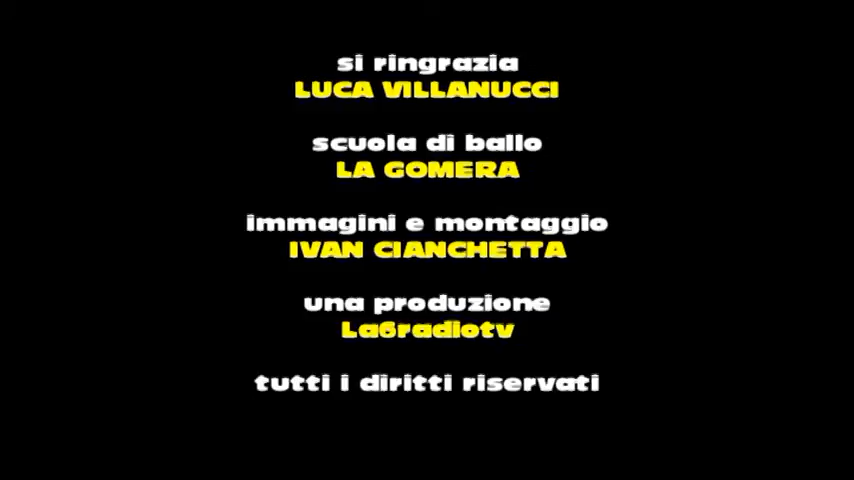 si ringrazia
LUCA VILLANUCCI
scuola di ballo
LA GOMERA
immagini e montaggio
IVAN CIANCHETTA
una produzione
La6radiotv
tutti i diritti riservati